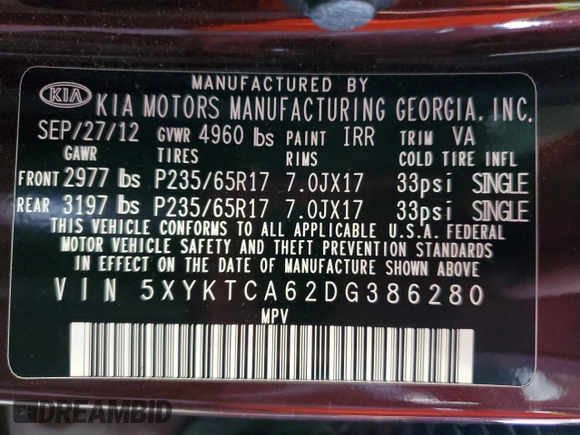 MANUFACTURED BY
KIA KIA MOTORS MANUFACTURING GEORGIA, INC.
SEP/27/12 GVWR 4960 lbs PAINT IRR TRIM VA
GAWR TIRES RIMS COLD TIRE INFL
FRONT 2977 lbs P235/65R17 7.0JX17 33psi SINGLE
REAR 3197 lbs P235/65R17 7.0JX17 33psi SINGLE
THIS VEHICLE CONFORMS TO ALL APPLICABLE U.S.A. FEDERAL
MOTOR VEHICLE SAFETY AND THEFT PREVENTION STANDARDS
IN EFFECT ON THE DATE OF MANUFACTURE SHOWN ABOVE.
VIN 5XYKTCA62DG386280
MPV
DREAMBID